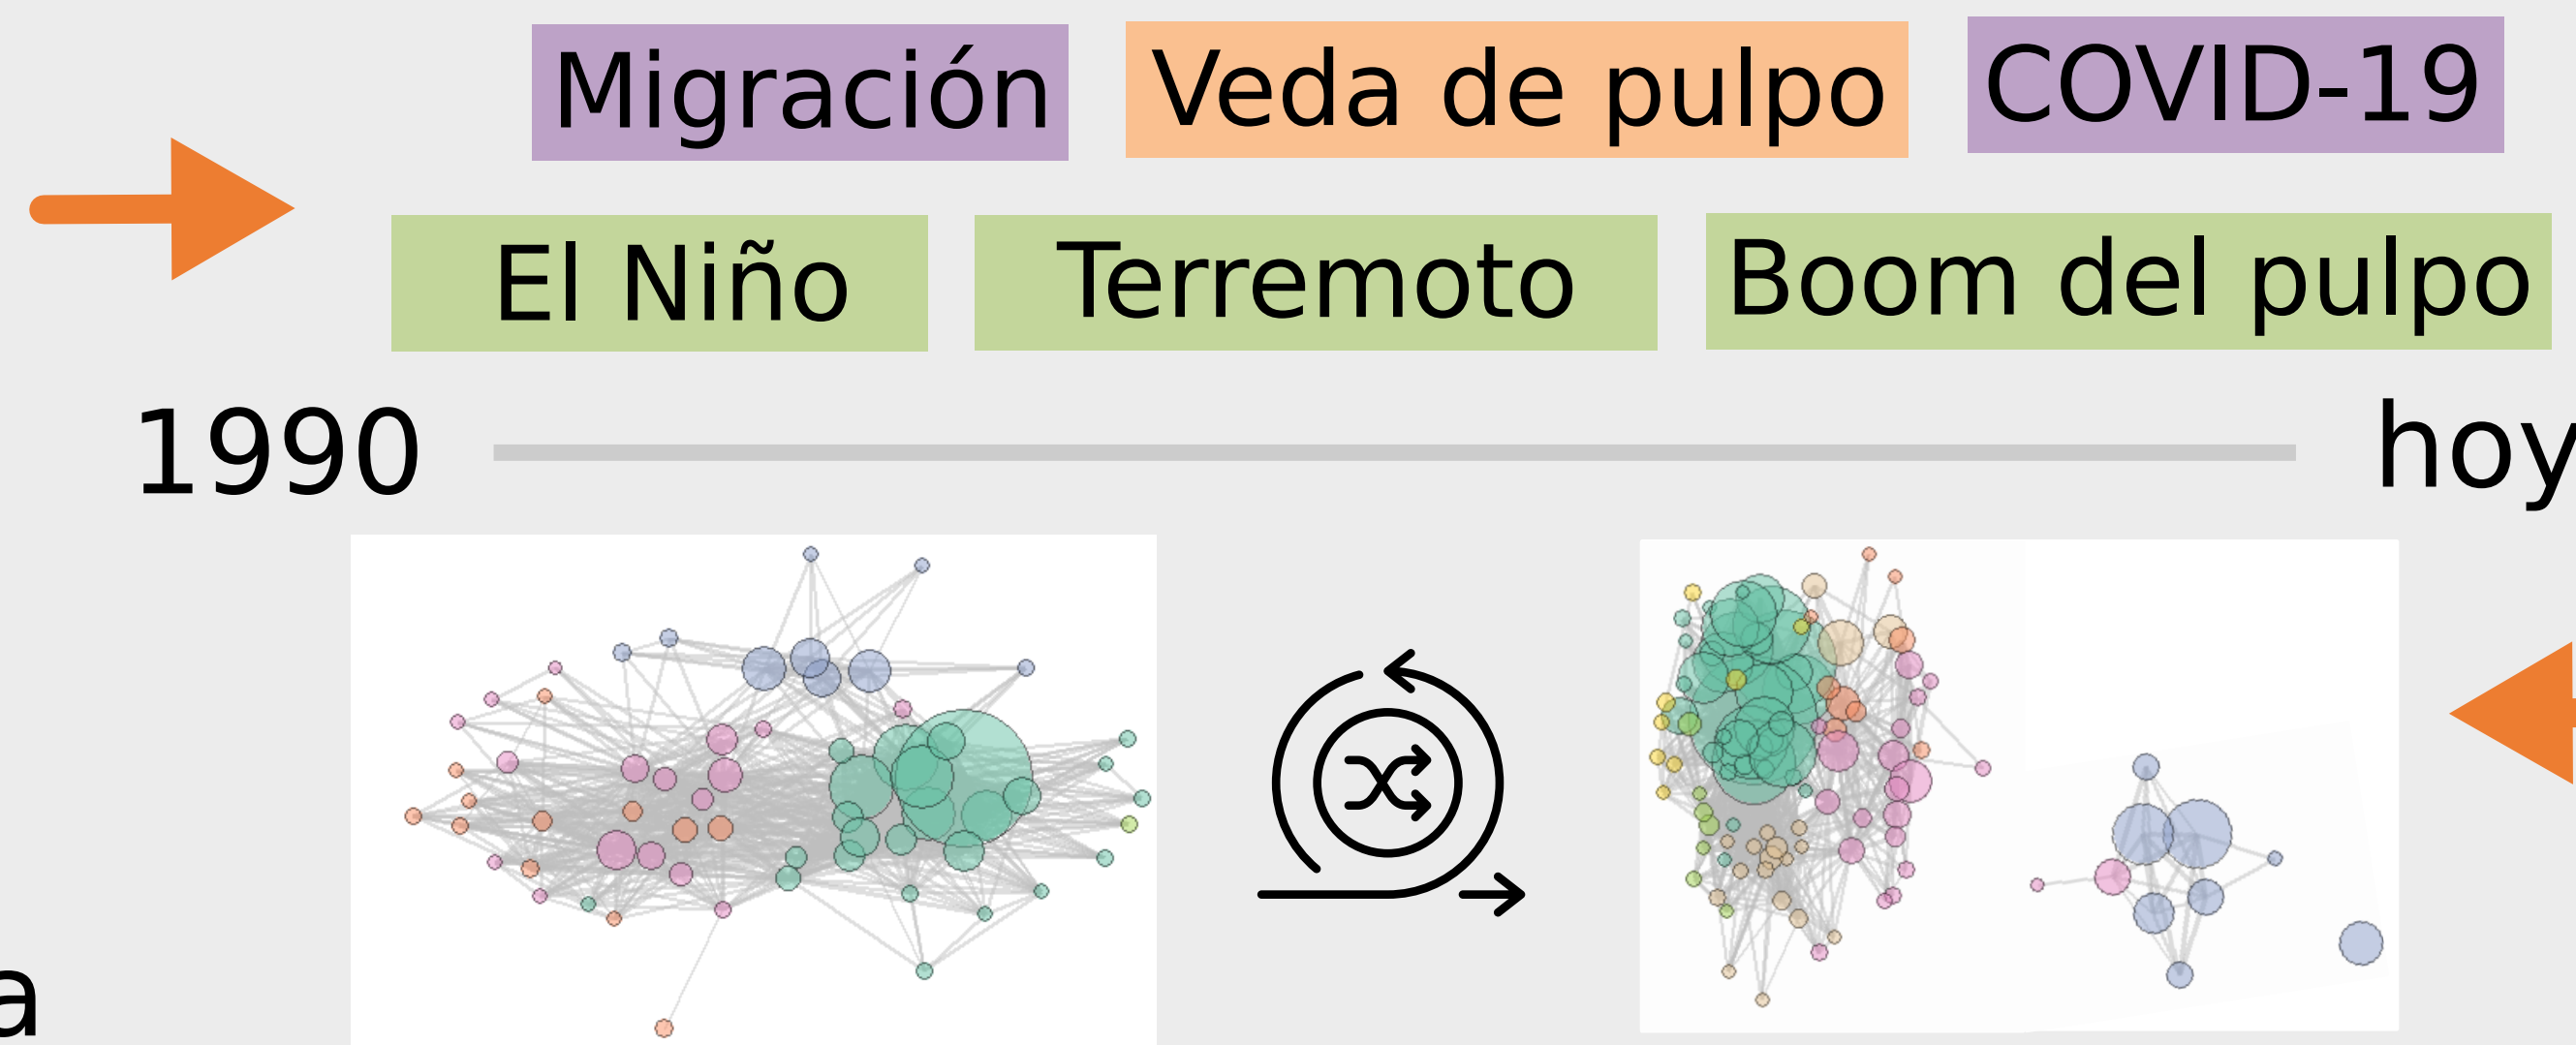 Migración Veda de pulpo COVID-19
El Niño Terremoto Boom del pulpo
1990 hoy
a